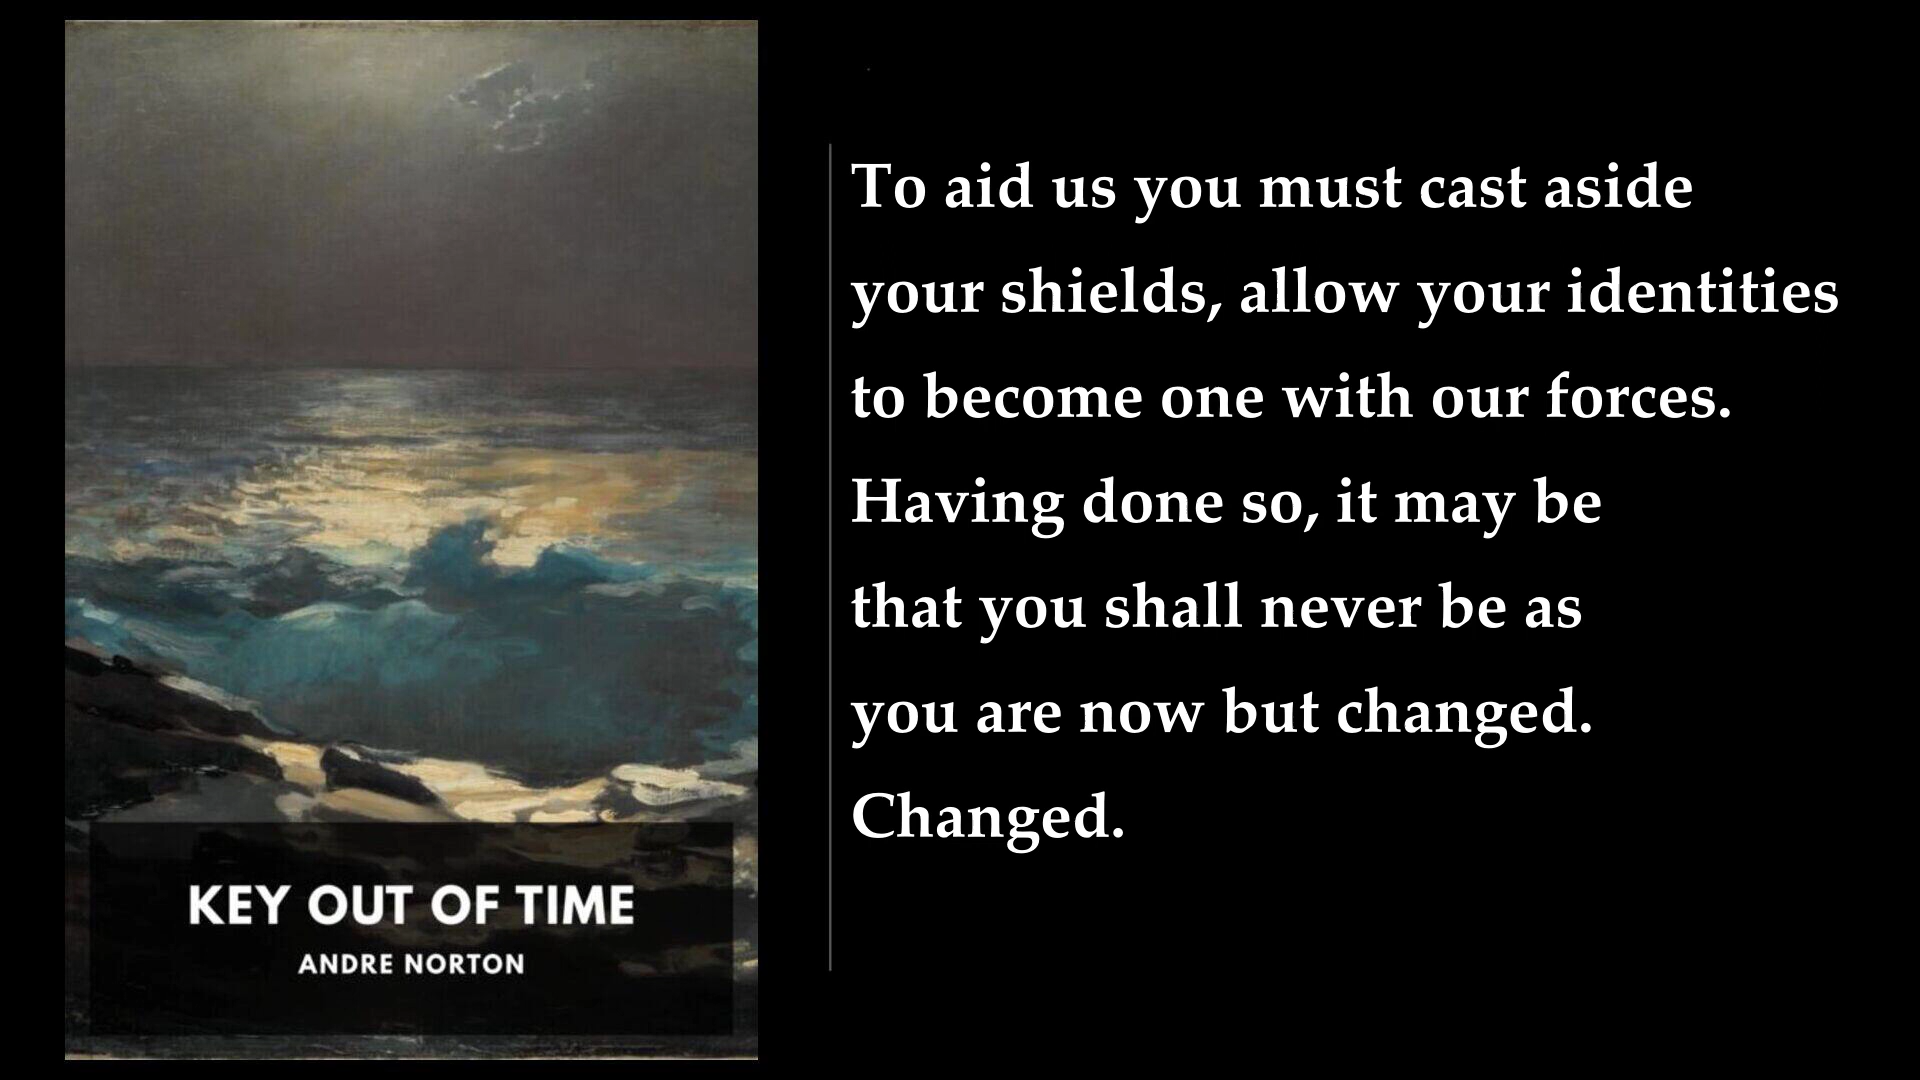 KEY OUT OF TIME
ANDRE NORTON
To aid us you must cast aside
your shields, allow your identities
to become one with our forces.
Having done so, it may be
that you shall never be as
you are now but changed.
Changed.